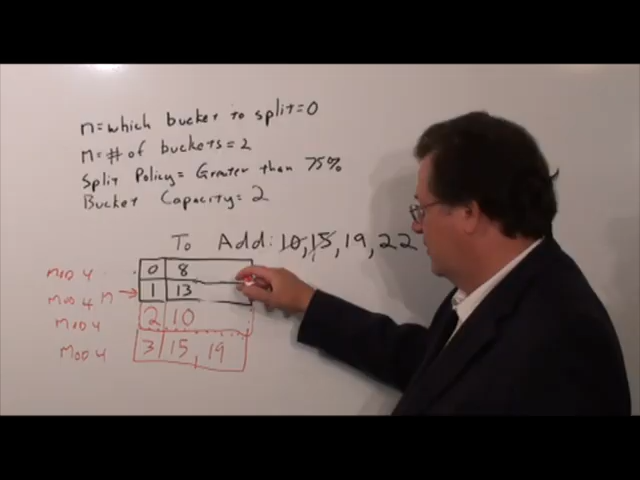 n=which bucket to split=0
m=# of buckets=2
Split Policy= Greater than 75%
Bucket Capacity= 2
To Add: 10, 15, 19, 22
MOD 4 0 8
MOD 4 n → 1 13
MOD 4 2 10
MOD 4 3 15, 19